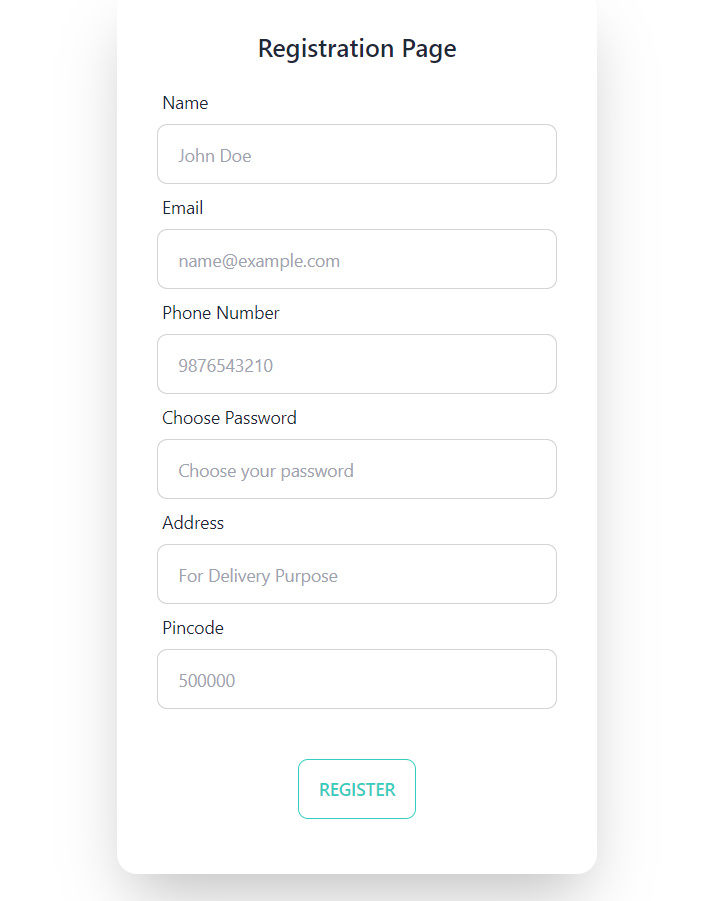 Registration Page
Name
John Doe
Email
name@example.com
Phone Number
9876543210
Choose Password
Choose your password
Address
For Delivery Purpose
Pincode
500000
REGISTER